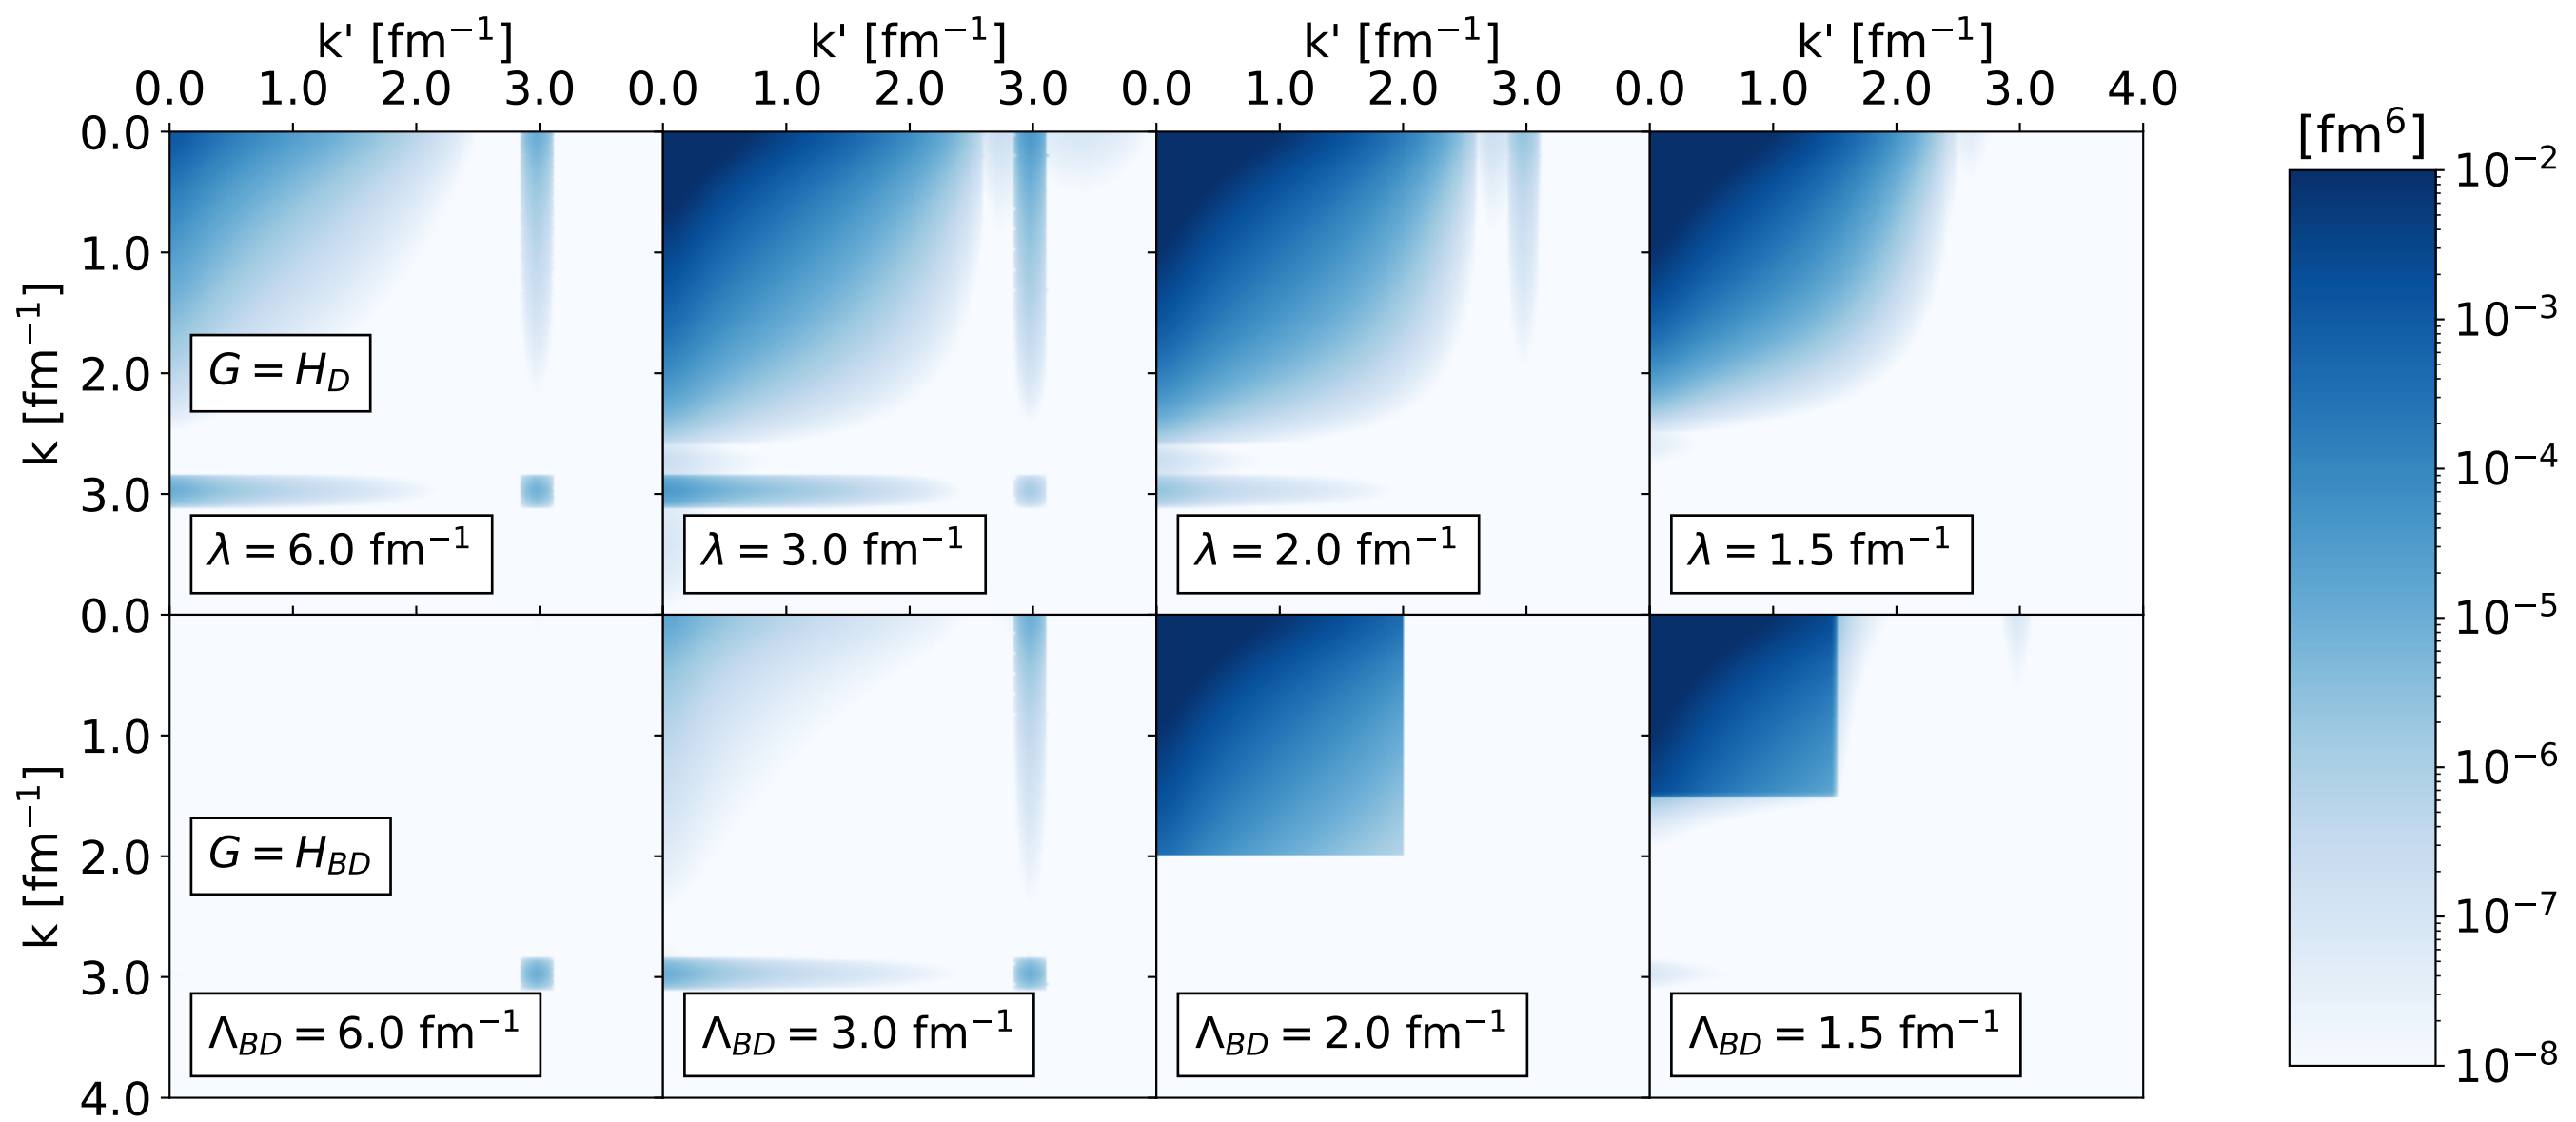 k' [fm⁻¹] k' [fm⁻¹] k' [fm⁻¹] k' [fm⁻¹]
0.0 1.0 2.0 3.0 0.0 1.0 2.0 3.0 0.0 1.0 2.0 3.0 0.0 1.0 2.0 3.0 4.0
k [fm⁻¹]
0.0
1.0
2.0
3.0
G = H_D
λ = 6.0 fm⁻¹
λ = 3.0 fm⁻¹
λ = 2.0 fm⁻¹
λ = 1.5 fm⁻¹
k [fm⁻¹]
0.0
1.0
2.0
3.0
4.0
G = H_BD
Λ_BD = 6.0 fm⁻¹
Λ_BD = 3.0 fm⁻¹
Λ_BD = 2.0 fm⁻¹
Λ_BD = 1.5 fm⁻¹
[fm⁶]
10⁻²
10⁻³
10⁻⁴
10⁻⁵
10⁻⁶
10⁻⁷
10⁻⁸